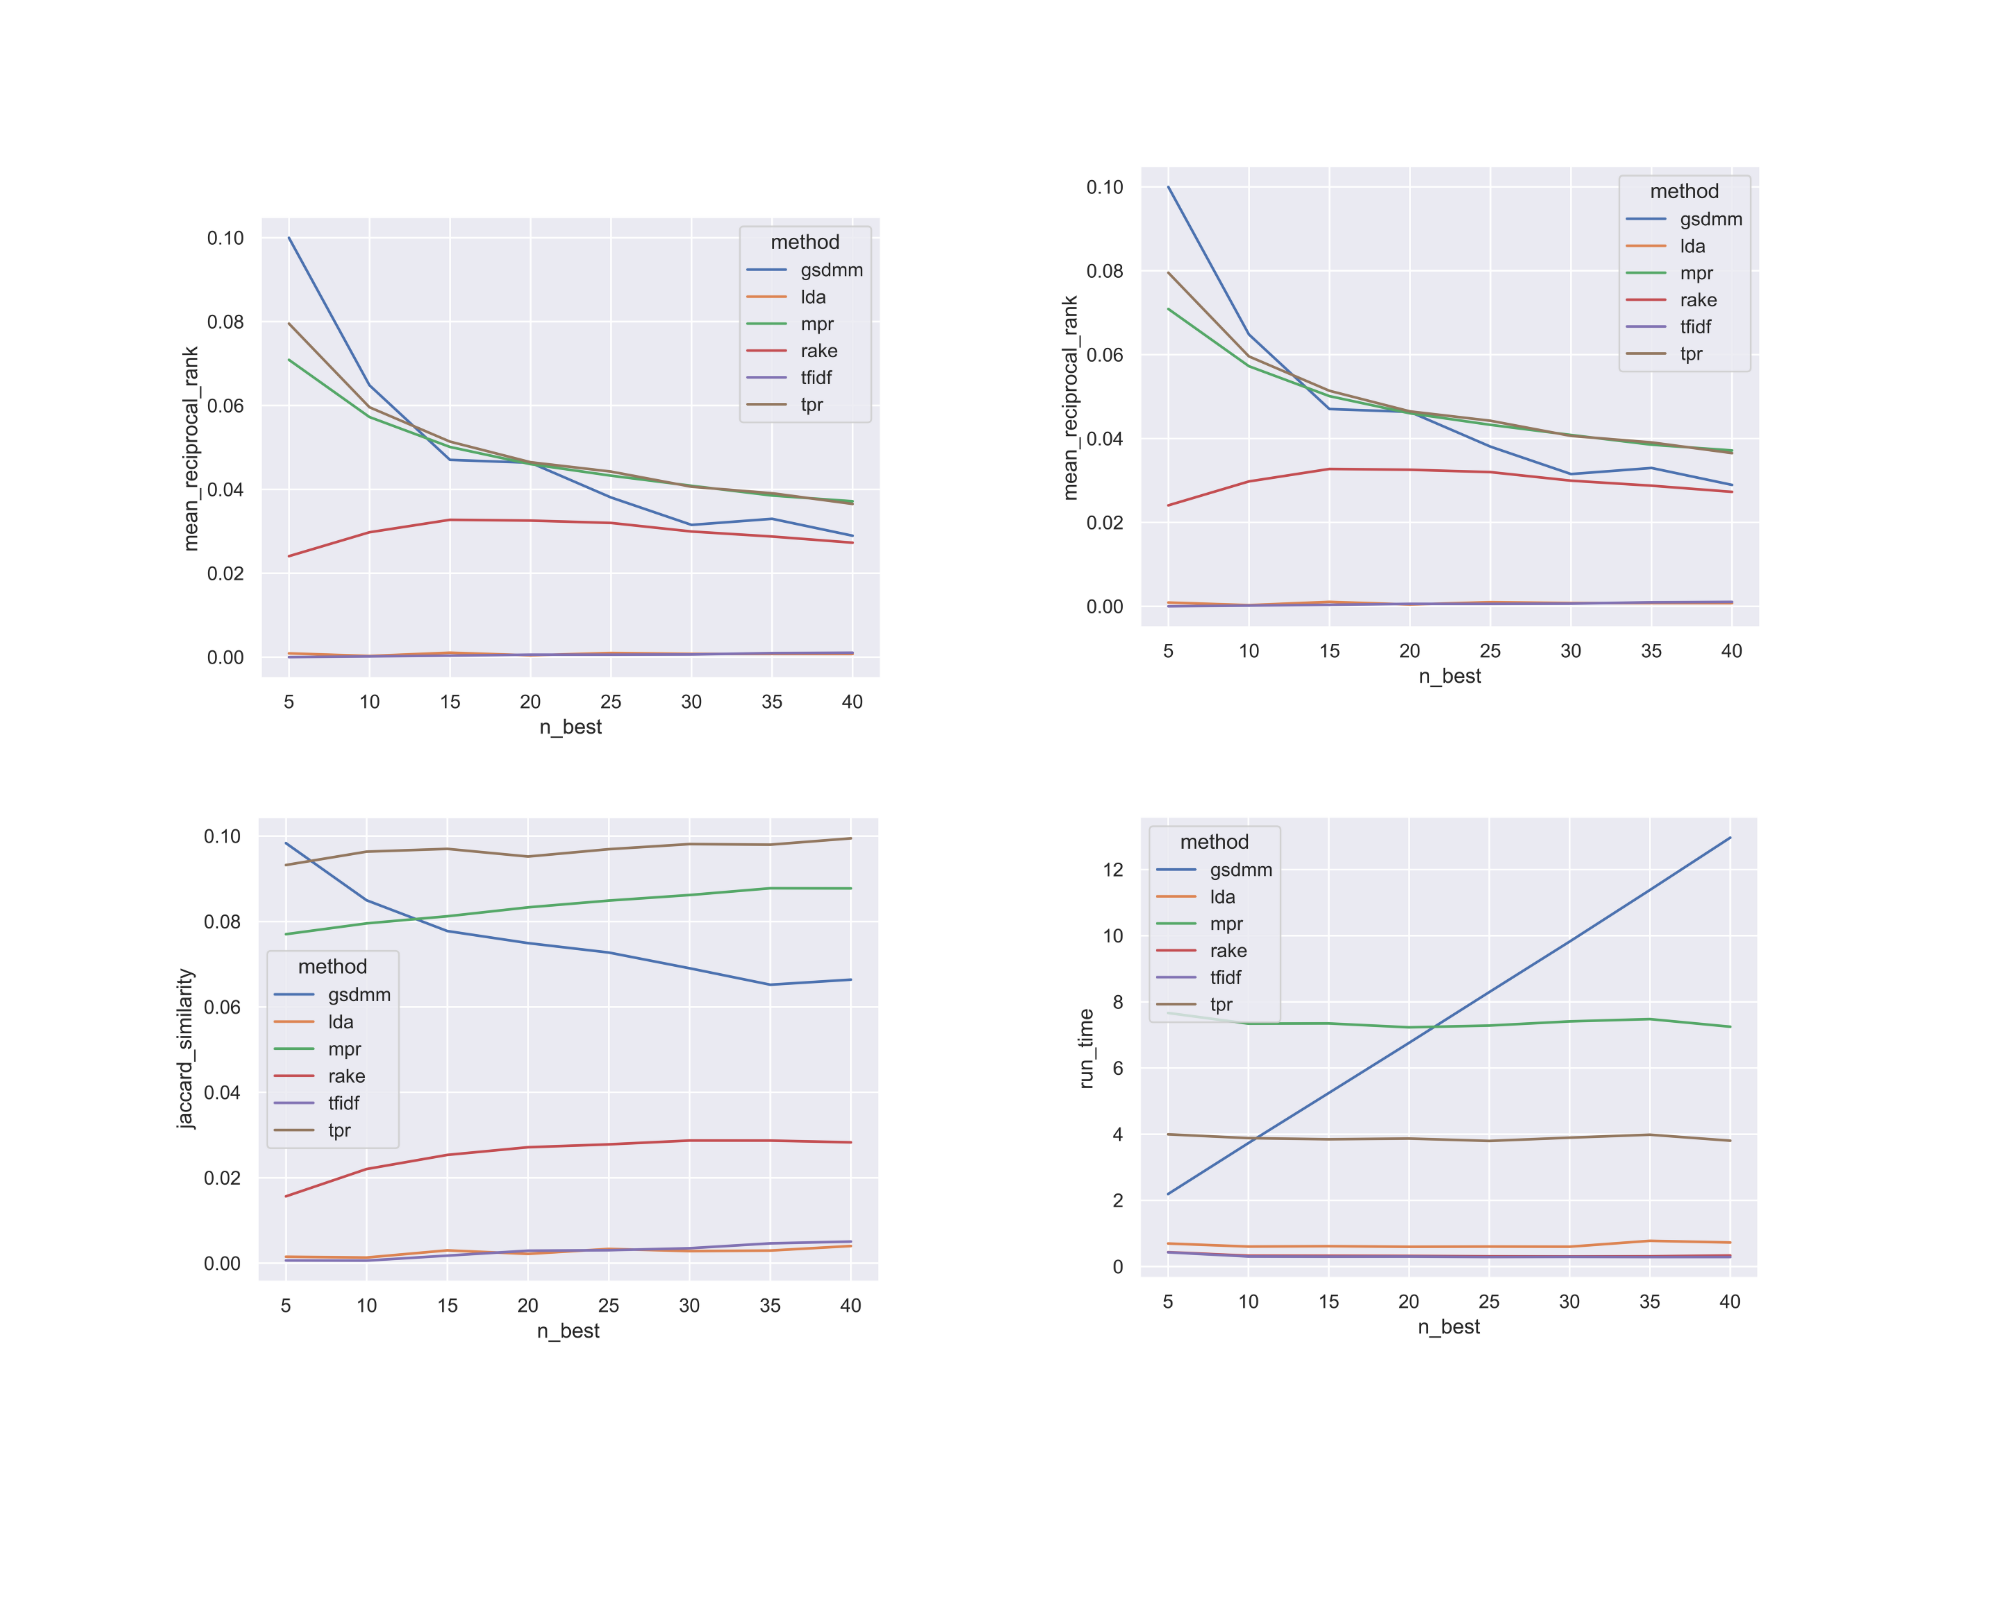 0.10
0.08
0.06
0.04
0.02
0.00
mean_reciprocal_rank
method
gsdmm
lda
mpr
rake
tfidf
tpr
5 10 15 20 25 30 35 40
n_best
0.10
0.08
0.06
0.04
0.02
0.00
mean_reciprocal_rank
method
gsdmm
lda
mpr
rake
tfidf
tpr
5 10 15 20 25 30 35 40
n_best
0.10
0.08
0.06
0.04
0.02
0.00
jaccard_similarity
method
gsdmm
lda
mpr
rake
tfidf
tpr
5 10 15 20 25 30 35 40
n_best
12
10
8
6
4
2
0
run_time
method
gsdmm
lda
mpr
rake
tfidf
tpr
5 10 15 20 25 30 35 40
n_best